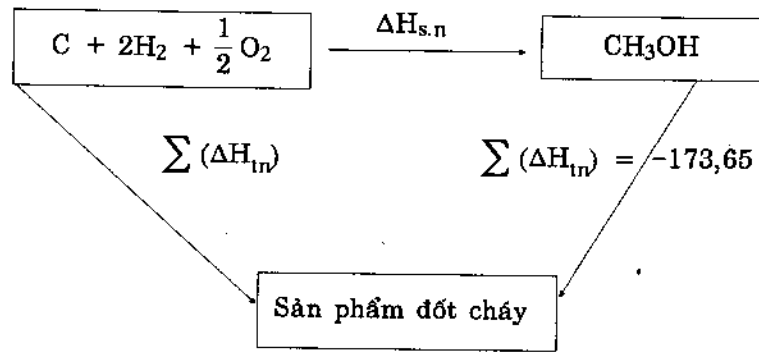 C + 2H₂ + 1/2 O₂
ΔHs.n
CH₃OH
∑ (ΔHtn)
∑ (ΔHtn) = -173,65
Sản phẩm đốt cháy